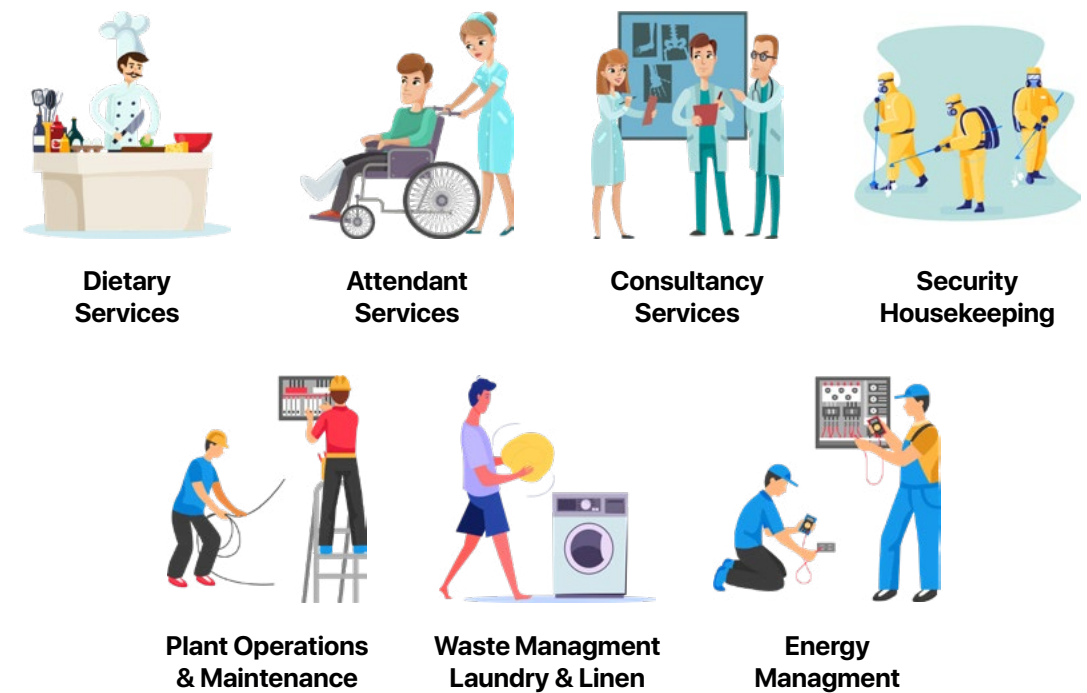 Dietary
Services
Attendant
Services
Consultancy
Services
Security
Housekeeping
Plant Operations
& Maintenance
Waste Managment
Laundry & Linen
Energy
Managment